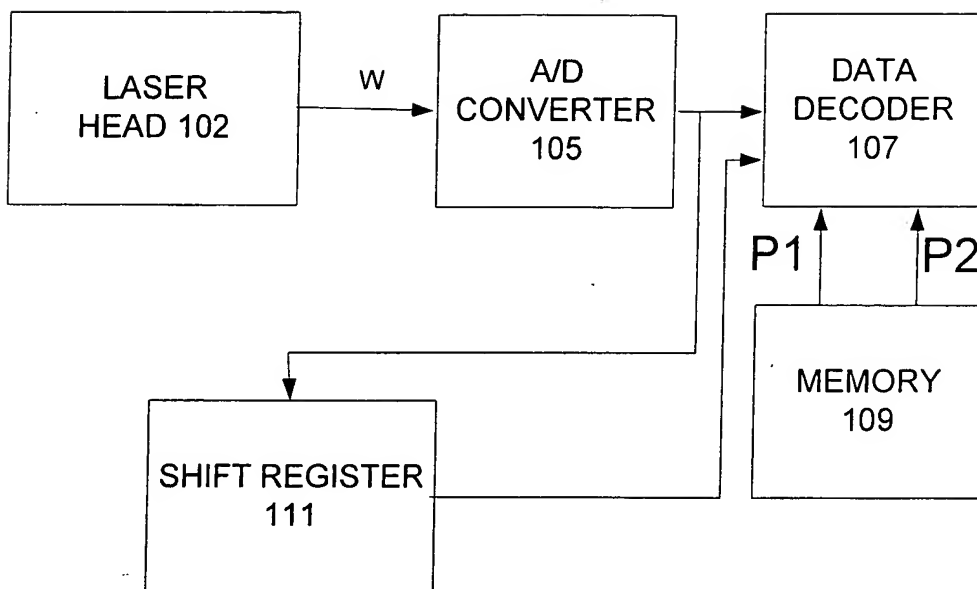 LASER
HEAD 102
W
A/D
CONVERTER
105
DATA
DECODER
107
P1
P2
MEMORY
109
SHIFT REGISTER
111